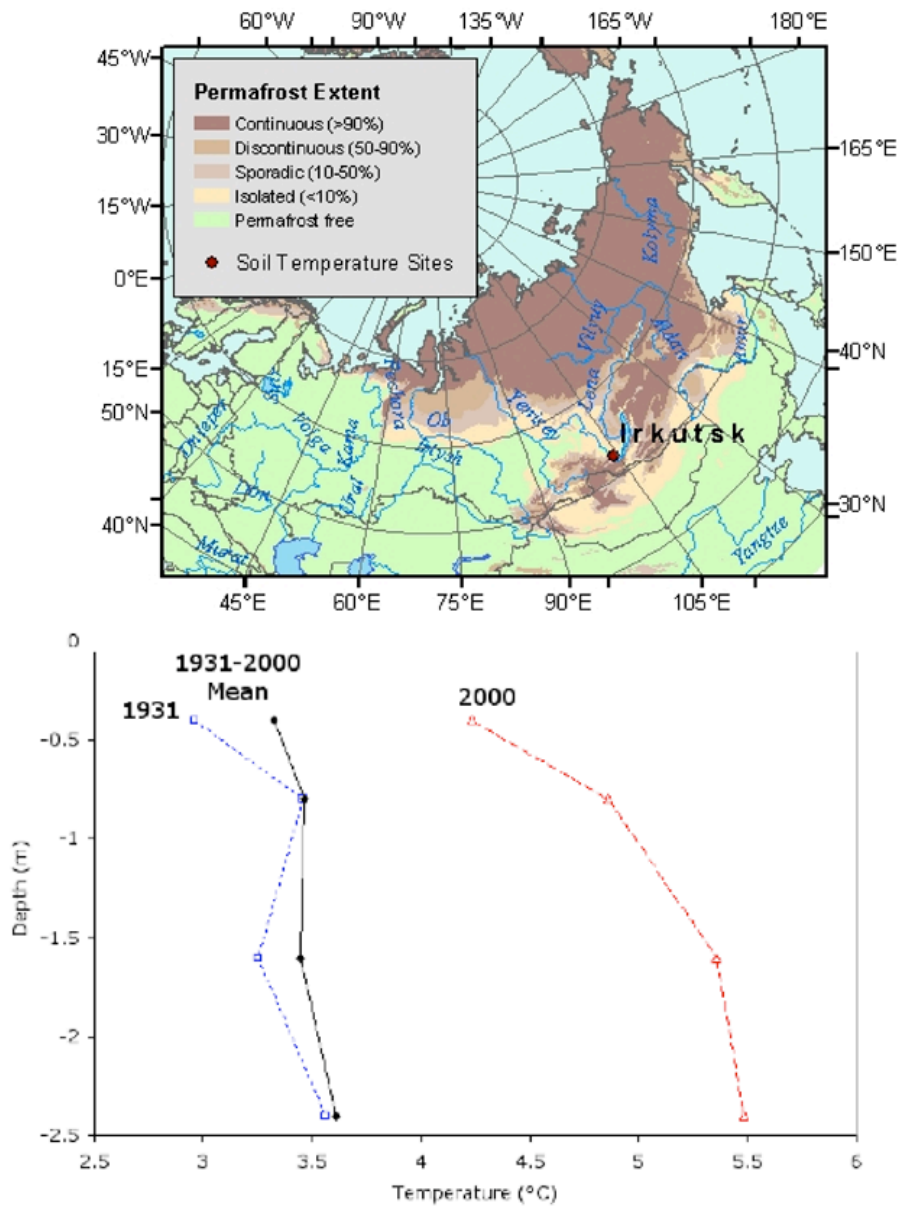 60°W 90°W 135°W 165°W 180°E
45°W
30°W
15°W
0°E
15°E
50°N
40°N
165°E
150°E
40°N
30°N
Permafrost Extent
Continuous (>90%)
Discontinuous (50-90%)
Sporadic (10-50%)
Isolated (<10%)
Permafrost free
Soil Temperature Sites
Kolyma
Vilyuy
Aldan
Amur
Lena
Yenisey
Pechora
Ob
Irtysh
Volga
Kama
Ural
Dnieper
Don
Murat
Irkutsk
Yangtze
45°E 60°E 75°E 90°E 105°E
0
1931-2000
Mean
1931
2000
-0.5
-1
-1.5
-2
-2.5
Depth (m)
2.5 3 3.5 4 4.5 5 5.5 6
Temperature (°C)